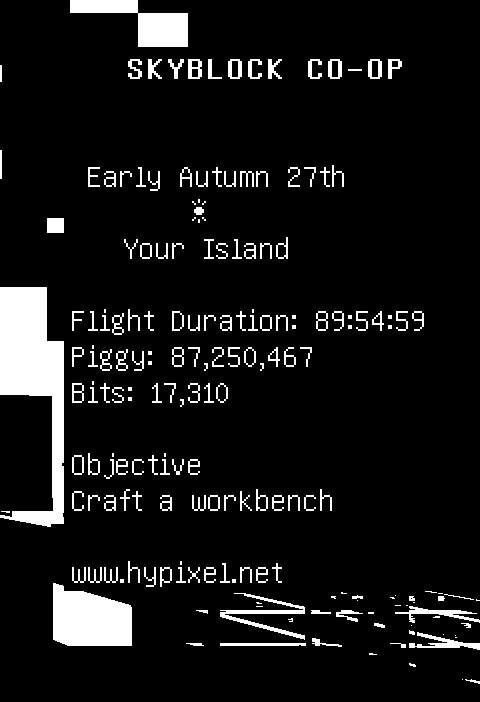 SKYBLOCK CO-OP
Early Autumn 27th
☀
Your Island
Flight Duration: 89:54:59
Piggy: 87,250,467
Bits: 17,310
Objective
Craft a workbench
www.hypixel.net